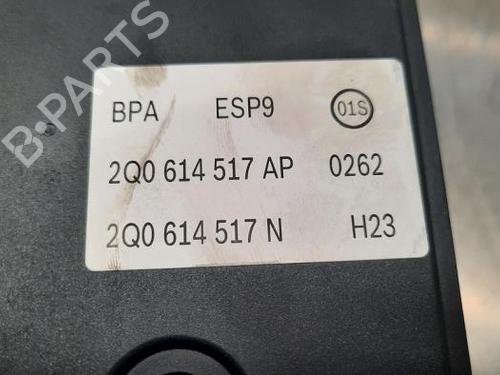 B-PARTS
BPA ESP9 01S
2Q0 614 517 AP 0262
2Q0 614 517 N H23